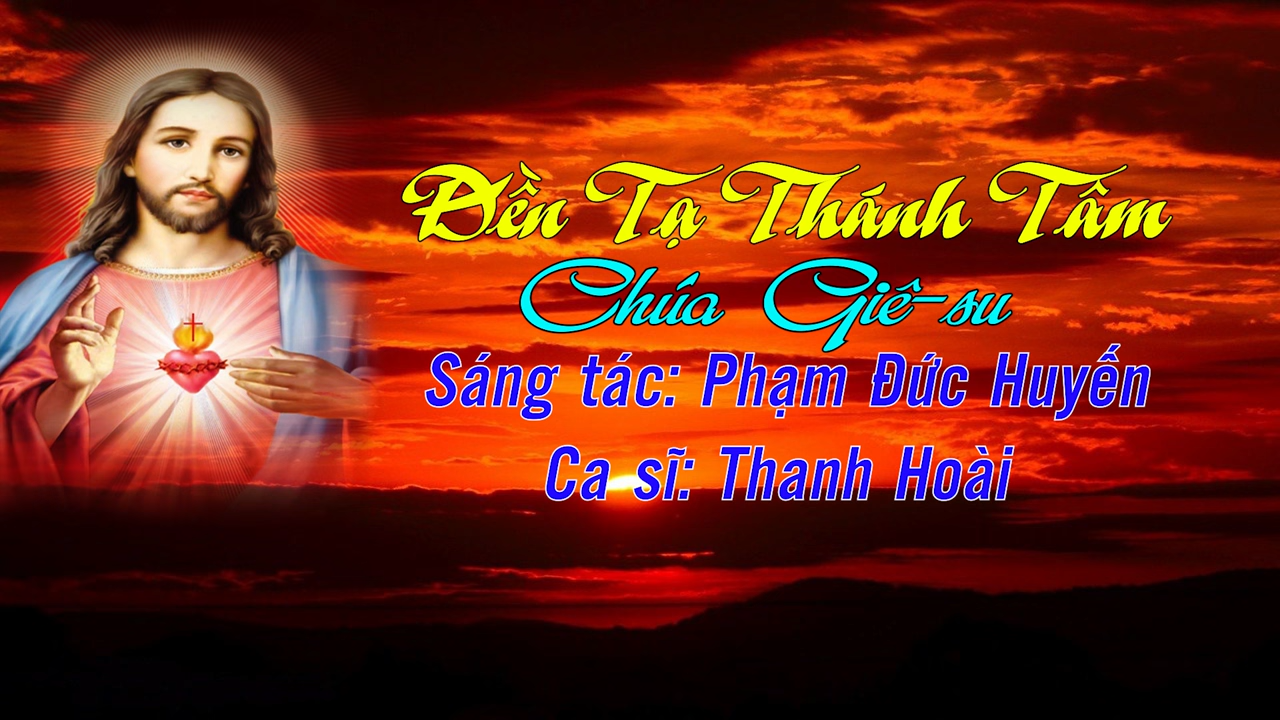 Đền Tạ Thánh Tâm
Chúa Giê-su
Sáng tác: Phạm Đức Huyến
Ca sĩ: Thanh Hoài